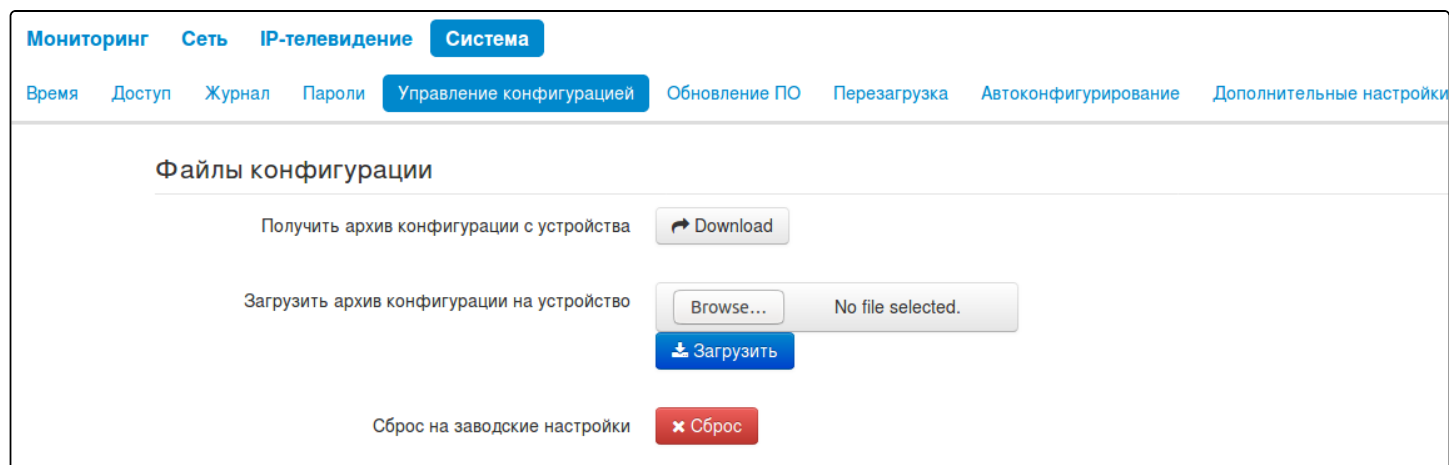 Мониторинг Сеть IP-телевидение Система
Время Доступ Журнал Пароли Управление конфигурацией Обновление ПО Перезагрузка Автоконфигурирование Дополнительные настройки
Файлы конфигурации
Получить архив конфигурации с устройства Download
Загрузить архив конфигурации на устройство Browse... No file selected.
Загрузить
Сброс на заводские настройки Сброс